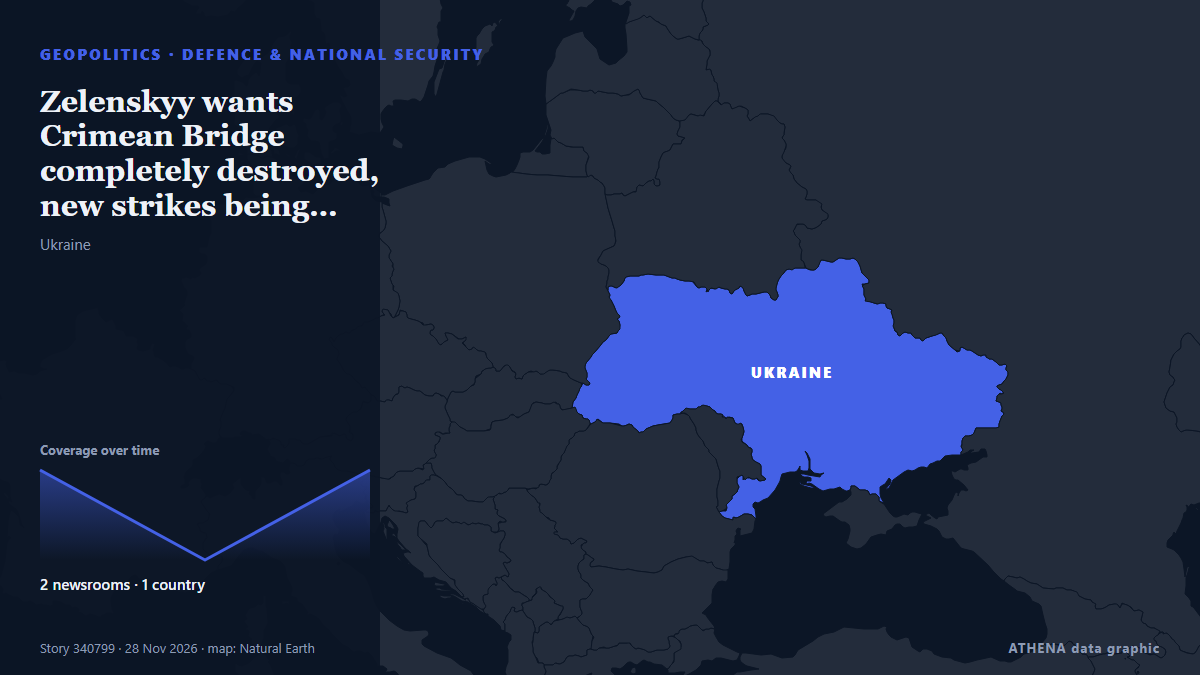 GEOPOLITICS · DEFENCE & NATIONAL SECURITY
Zelenskyy wants
Crimean Bridge
completely destroyed,
new strikes being...
Ukraine
UKRAINE
Coverage over time
2 newsrooms · 1 country
Story 340799 · 28 Nov 2026 · map: Natural Earth
ATHENA data graphic